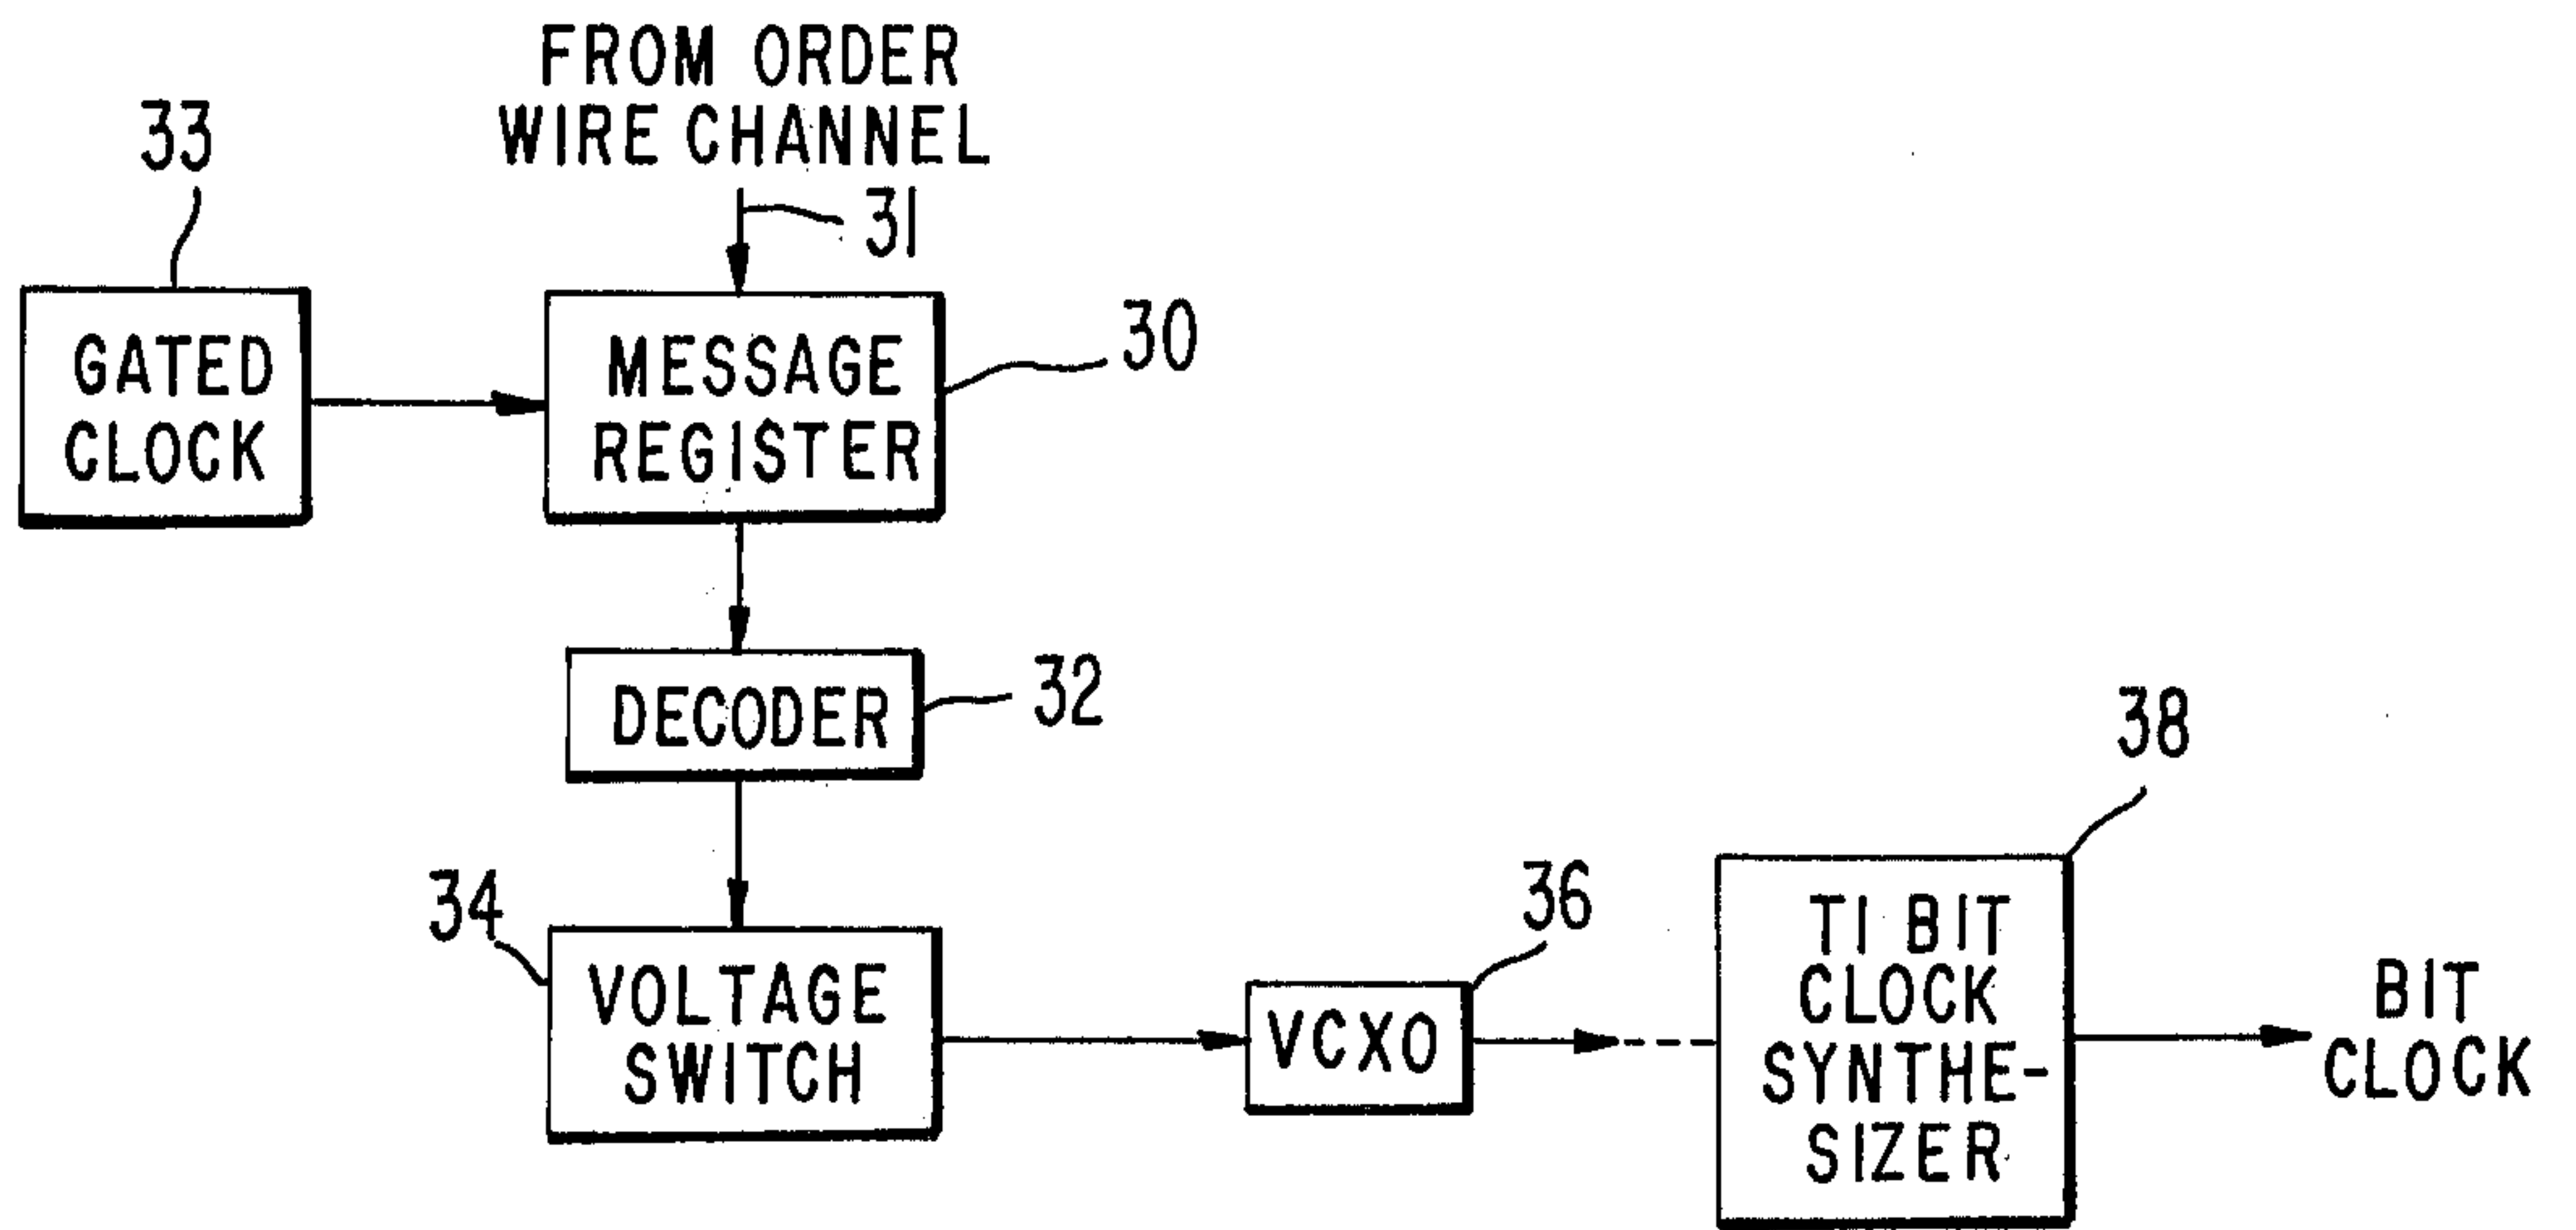 FROM ORDER
WIRE CHANNEL
33
31
GATED
CLOCK
MESSAGE
REGISTER
30
DECODER
32
34
VOLTAGE
SWITCH
36
VCXO
38
T1 BIT
CLOCK
SYNTHE-
SIZER
BIT
CLOCK